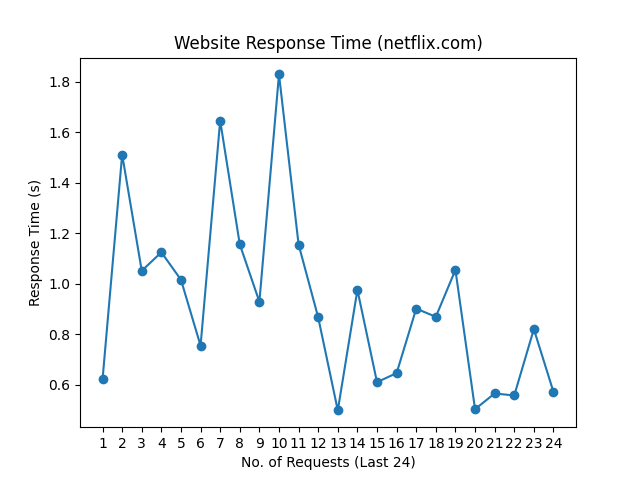 Website Response Time (netflix.com)
Response Time (s)
1.8
1.6
1.4
1.2
1.0
0.8
0.6
1 2 3 4 5 6 7 8 9 10 11 12 13 14 15 16 17 18 19 20 21 22 23 24
No. of Requests (Last 24)